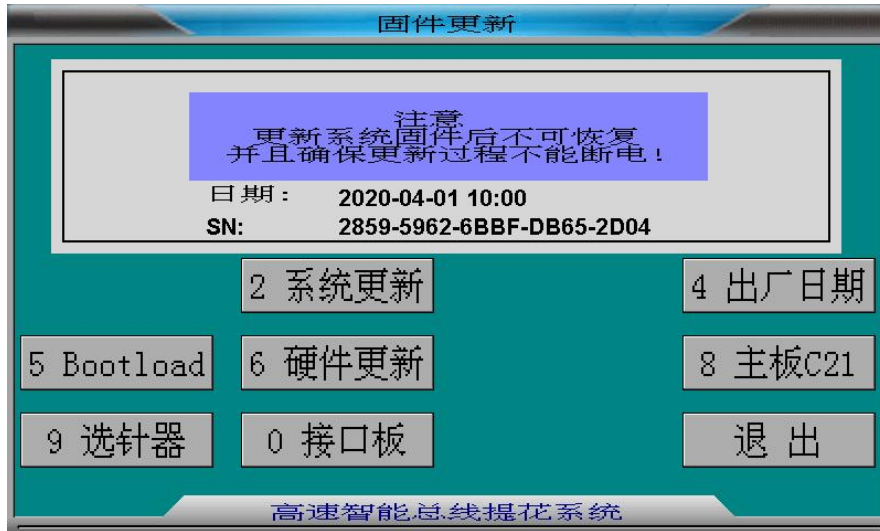 固件更新
注意
更新系统固件后不可恢复
并且确保更新过程不能断电!
日期: 2020-04-01 10:00
SN: 2859-5962-6BBF-DB65-2D04
2 系统更新
4 出厂日期
5 Bootload
6 硬件更新
8 主板C21
9 选针器
0 接口板
退 出
高速智能总线提花系统